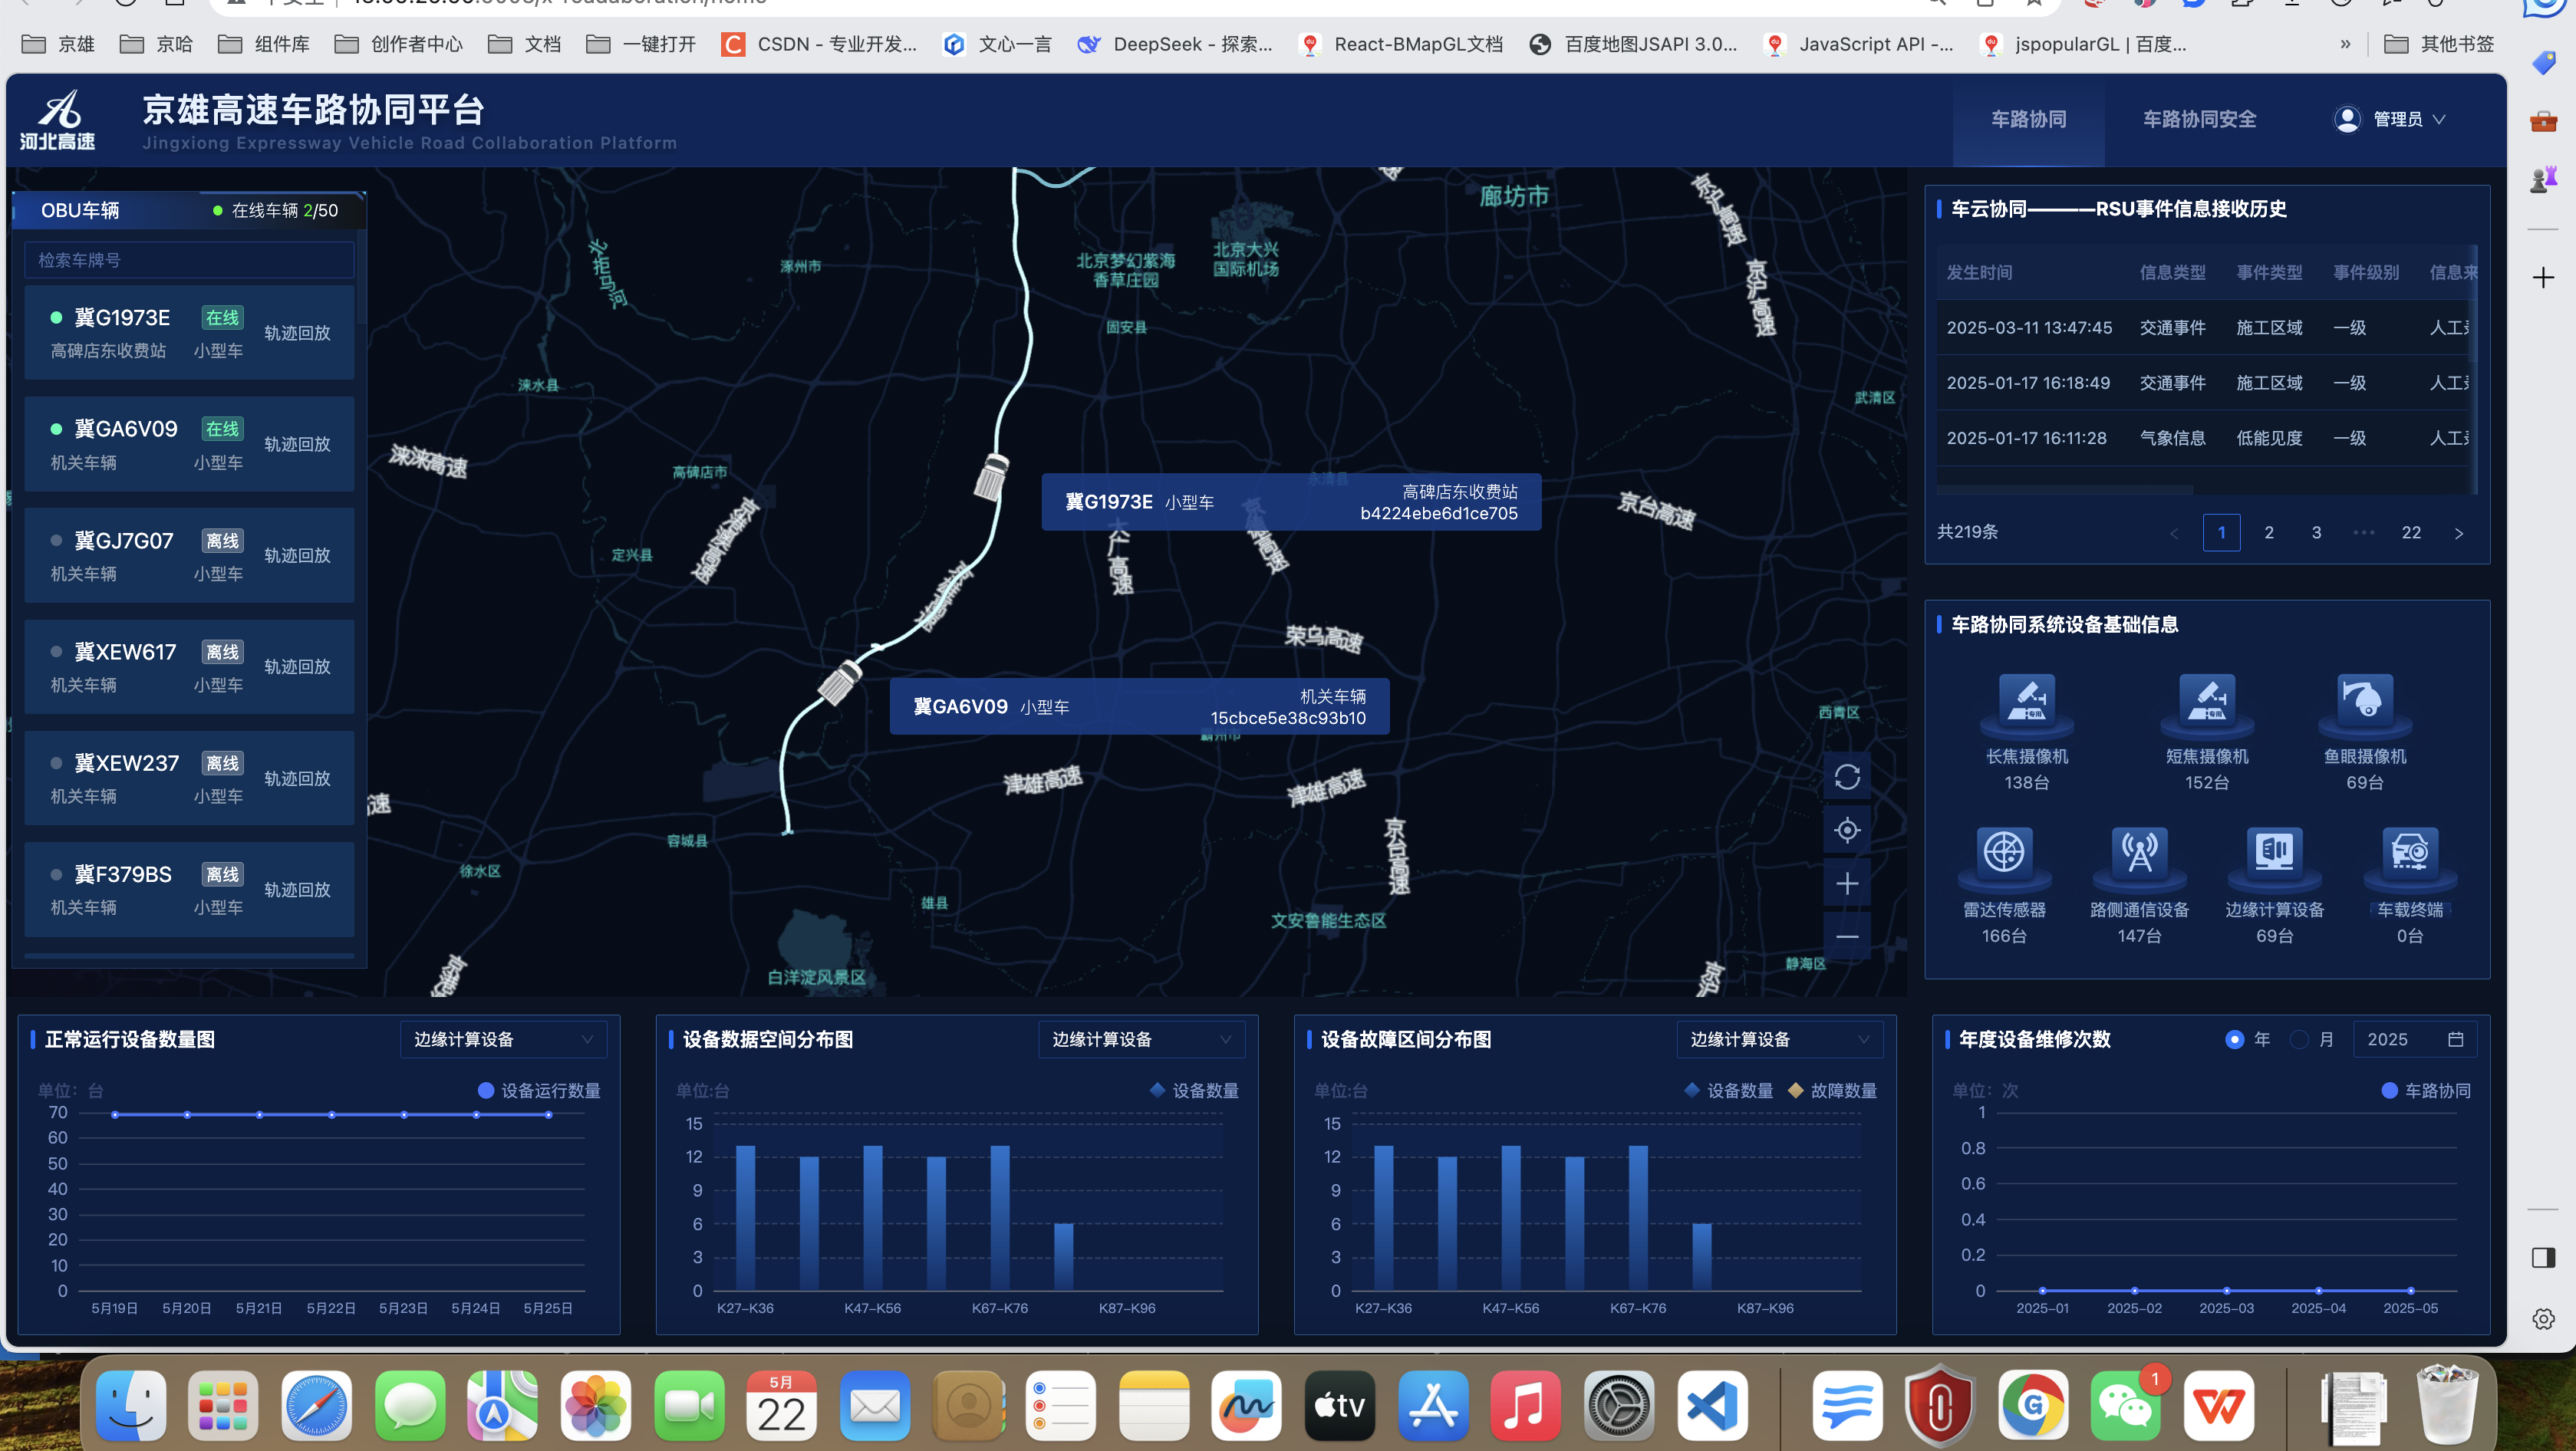 京雄
京哈
组件库
创作者中心
文档
一键打开
CSDN - 专业开发...
文心一言
DeepSeek - 探索...
React-BMapGL文档
百度地图JSAPI 3.0...
JavaScript API -...
jspopularGL | 百度...
»
其他书签
河北高速
京雄高速车路协同平台
Jingxiong Expressway Vehicle Road Collaboration Platform
车路协同
车路协同安全
管理员
OBU车辆
在线车辆 2/50
检索车牌号
冀G1973E 在线
高碑店东收费站 小型车
轨迹回放
冀GA6V09 在线
机关车辆 小型车
轨迹回放
冀GJ7G07 离线
机关车辆 小型车
轨迹回放
冀XEW617 离线
机关车辆 小型车
轨迹回放
冀XEW237 离线
机关车辆 小型车
轨迹回放
冀F379BS 离线
机关车辆 小型车
轨迹回放
廊坊市
京沪高速
京沪高速
北拒马河
涿州市
北京梦幻紫海
香草庄园
北京大兴
国际机场
固安县
涞水县
武清区
涞涞高速
高碑店市
永清县
冀G1973E 小型车
高碑店东收费站
b4224ebe6d1ce705
京台高速
大广高速
定兴县
荣乌高速
冀GA6V09 小型车
机关车辆
15cbce5e38c93b10
霸州市
西青区
津雄高速
津雄高速
京台高速
容城县
徐水区
雄县
文安鲁能生态区
白洋淀风景区
静海区
车云协同————RSU事件信息接收历史
发生时间 信息类型 事件类型 事件级别 信息来
2025-03-11 13:47:45 交通事件 施工区域 一级 人工
2025-01-17 16:18:49 交通事件 施工区域 一级 人工
2025-01-17 16:11:28 气象信息 低能见度 一级 人工
共219条 < 1 2 3 ••• 22 >
车路协同系统设备基础信息
长焦摄像机
138台
短焦摄像机
152台
鱼眼摄像机
69台
雷达传感器
166台
路侧通信设备
147台
边缘计算设备
69台
车载终端
0台
正常运行设备数量图
边缘计算设备
单位：台
设备运行数量
70
60
50
40
30
20
10
0
5月19日 5月20日 5月21日 5月22日 5月23日 5月24日 5月25日
设备数据空间分布图
边缘计算设备
单位:台
设备数量
15
12
9
6
3
0
K27-K36 K47-K56 K67-K76 K87-K96
设备故障区间分布图
边缘计算设备
单位:台
设备数量 故障数量
15
12
9
6
3
0
K27-K36 K47-K56 K67-K76 K87-K96
年度设备维修次数
年 月 2025
单位：次
车路协同
1
0.8
0.6
0.4
0.2
0
2025-01 2025-02 2025-03 2025-04 2025-05
5月
22
tv
1